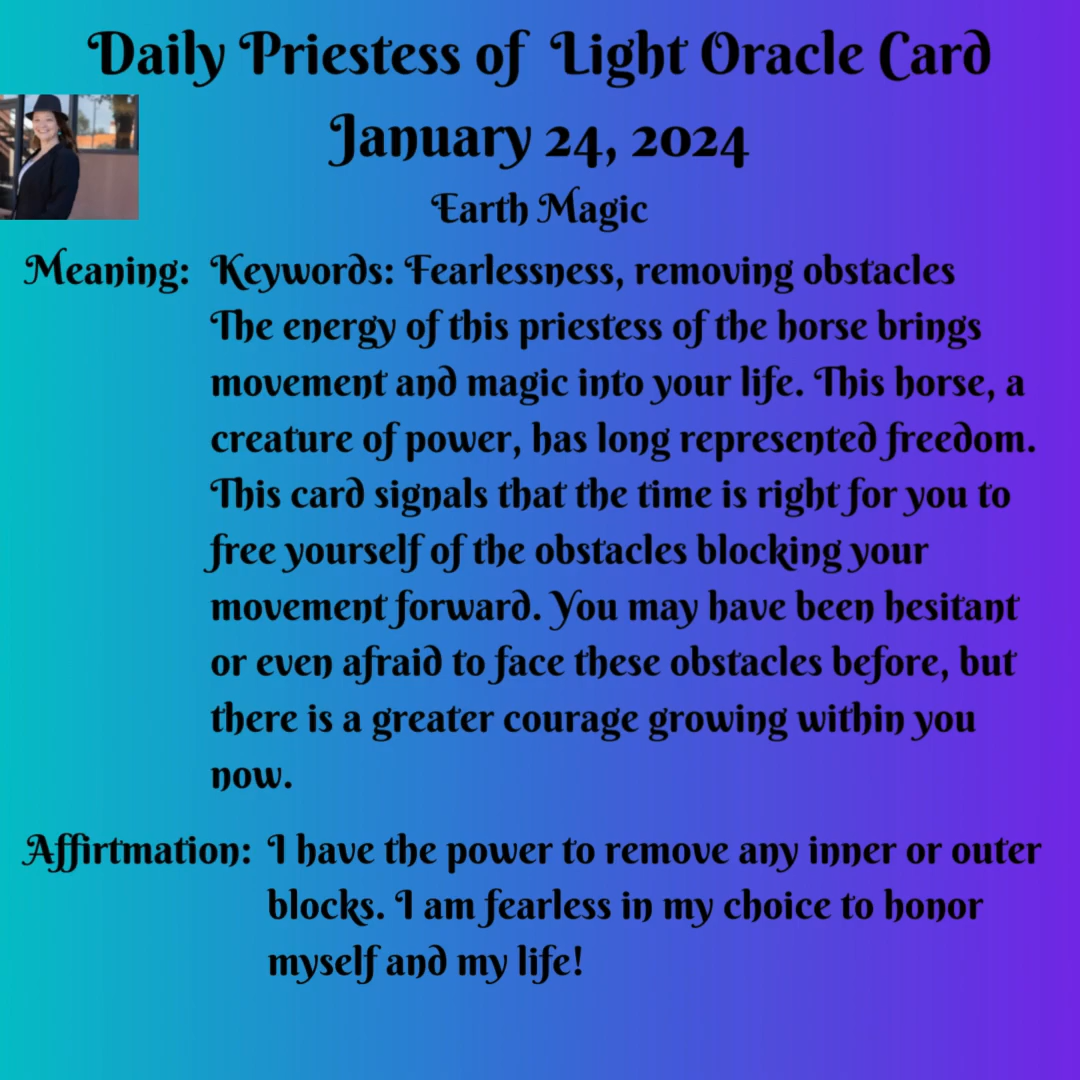 Daily Priestess of Light Oracle Card
January 24, 2024
Earth Magic
Meaning: Keywords: Fearlessness, removing obstacles
The energy of this priestess of the horse brings
movement and magic into your life. This horse, a
creature of power, has long represented freedom.
This card signals that the time is right for you to
free yourself of the obstacles blocking your
movement forward. You may have been hesitant
or even afraid to face these obstacles before, but
there is a greater courage growing within you
now.
Affirtmation: I have the power to remove any inner or outer
blocks. I am fearless in my choice to honor
myself and my life!